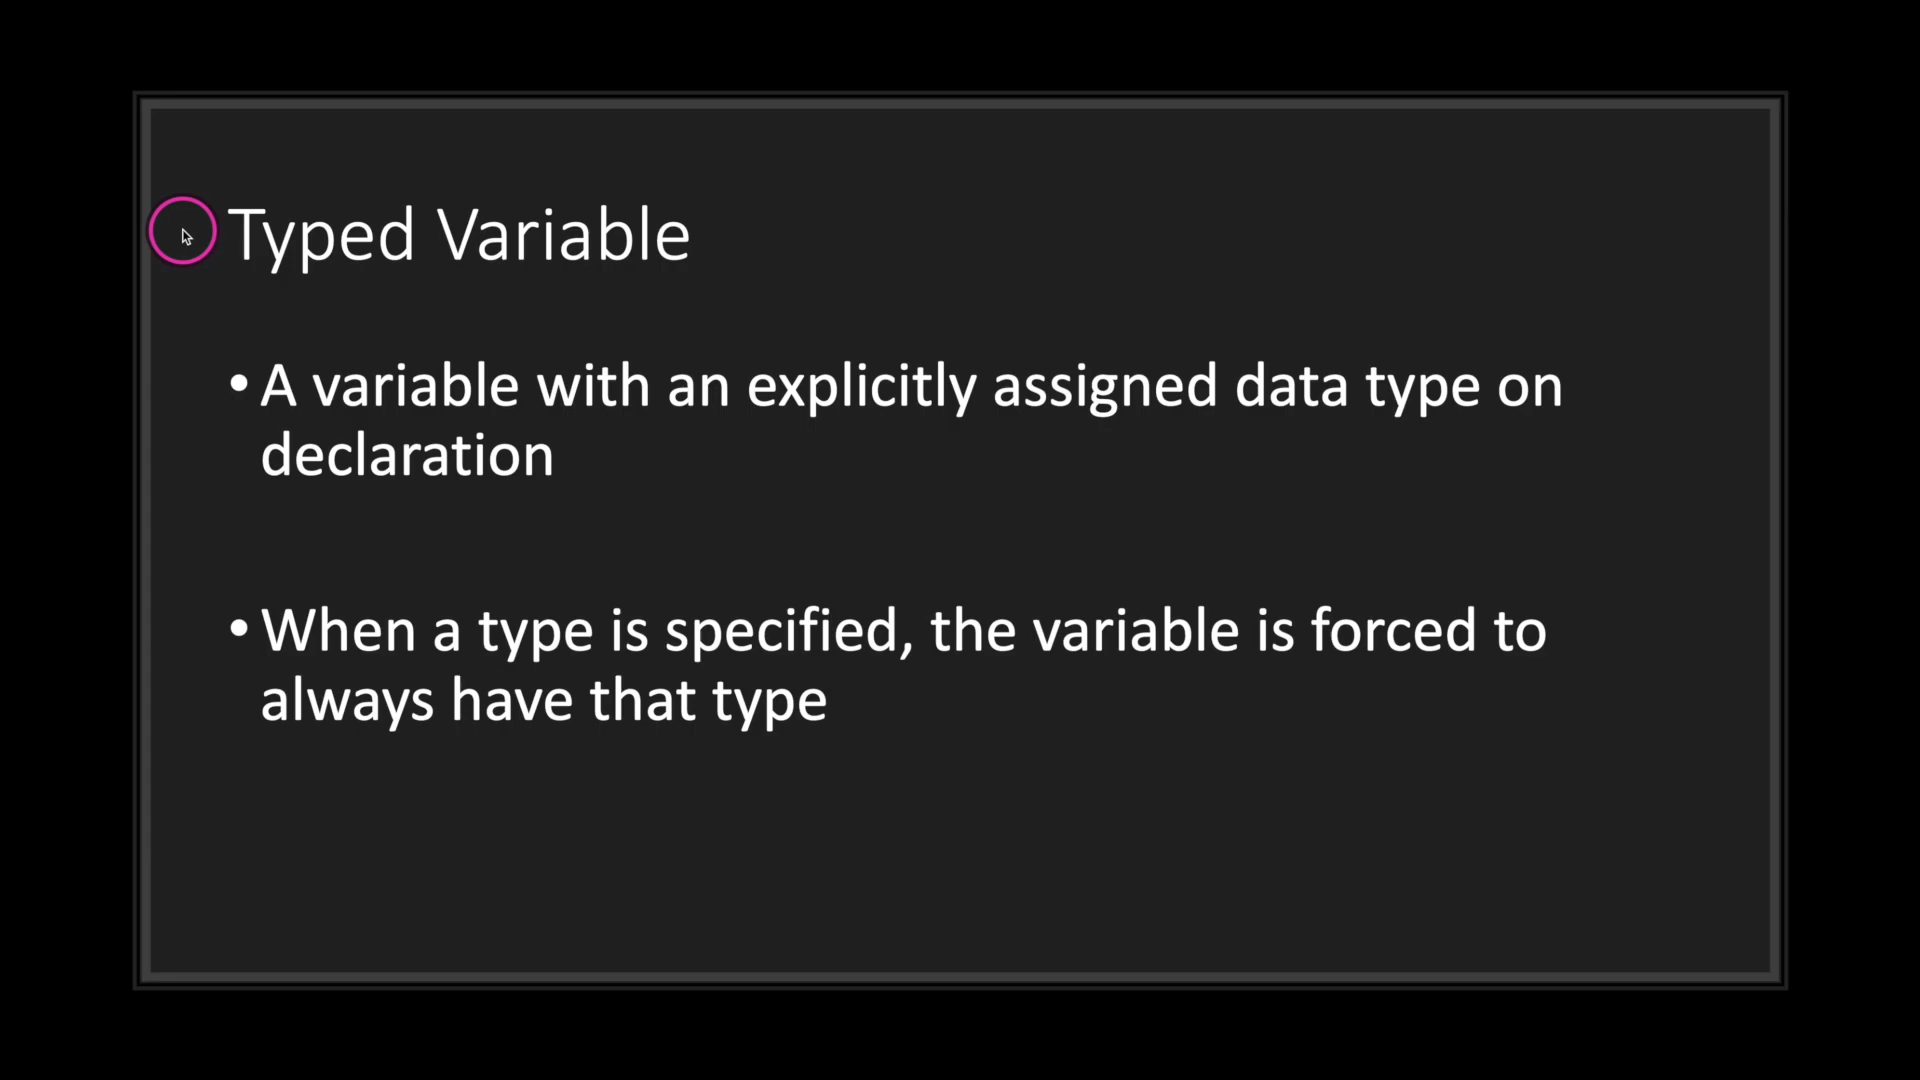 Typed Variable
• A variable with an explicitly assigned data type on
declaration
• When a type is specified, the variable is forced to
always have that type